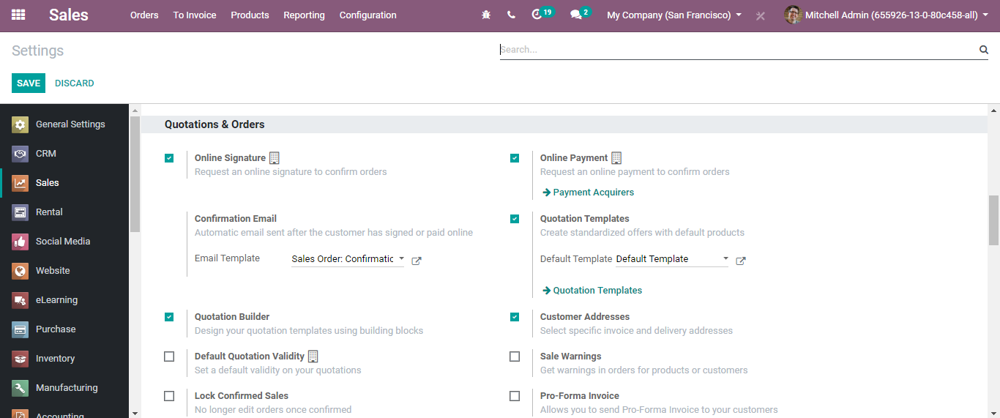 Sales Orders To Invoice Products Reporting Configuration 19 2 My Company (San Francisco) Mitchell Admin (655926-13-0-80c458-all)
Settings Search...
SAVE DISCARD
General Settings
CRM
Sales
Rental
Social Media
Website
eLearning
Purchase
Inventory
Manufacturing
Accounting
Quotations & Orders
Online Signature
Request an online signature to confirm orders
Online Payment
Request an online payment to confirm orders
Payment Acquirers
Confirmation Email
Automatic email sent after the customer has signed or paid online
Email Template Sales Order: Confirmatic
Quotation Templates
Create standardized offers with default products
Default Template Default Template
Quotation Templates
Quotation Builder
Design your quotation templates using building blocks
Customer Addresses
Select specific invoice and delivery addresses
Default Quotation Validity
Set a default validity on your quotations
Sale Warnings
Get warnings in orders for products or customers
Lock Confirmed Sales
No longer edit orders once confirmed
Pro-Forma Invoice
Allows you to send Pro-Forma Invoice to your customers